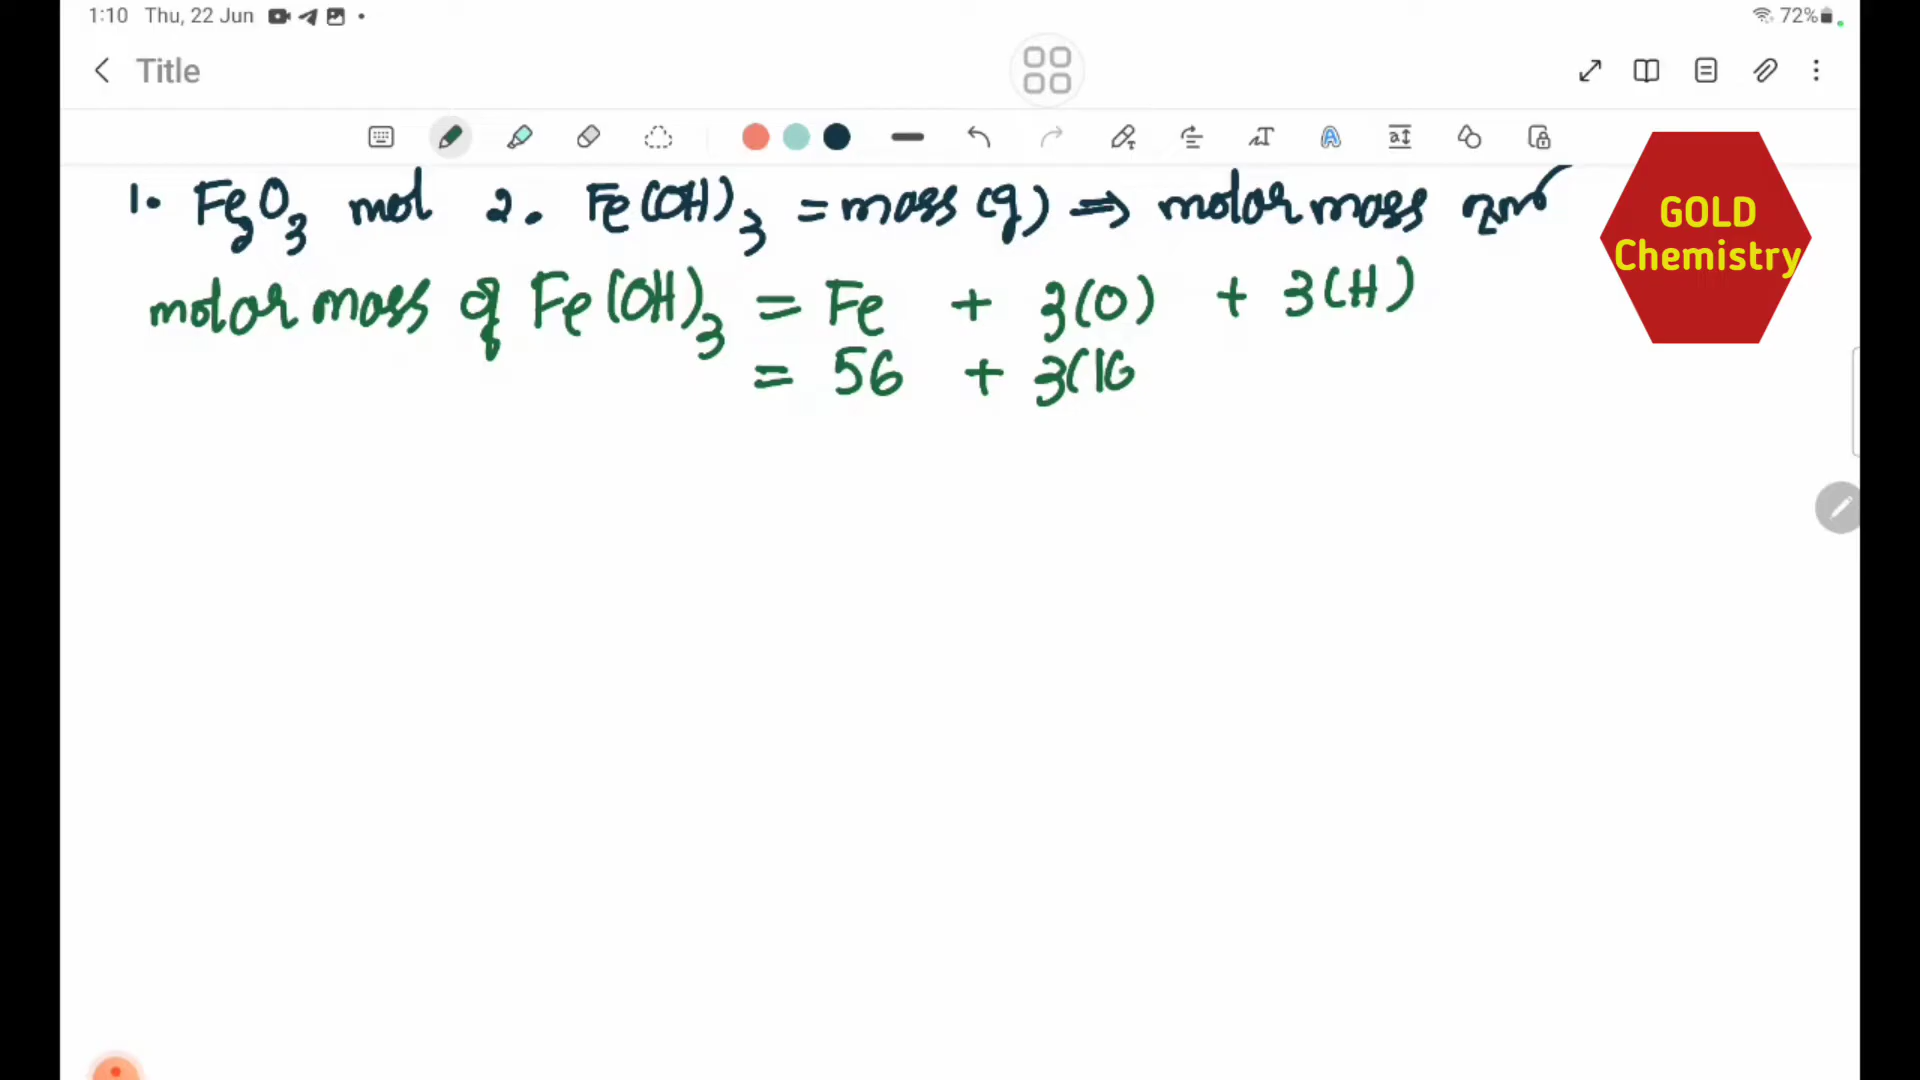 1:10 Thu, 22 Jun 72%
Title
1. Fe2O3 mol 2. Fe(OH)3 = mass (g) ⇒ molar mass
molar mass of Fe(OH)3 = Fe + 3(O) + 3(H)
= 56 + 3(16
GOLD
Chemistry